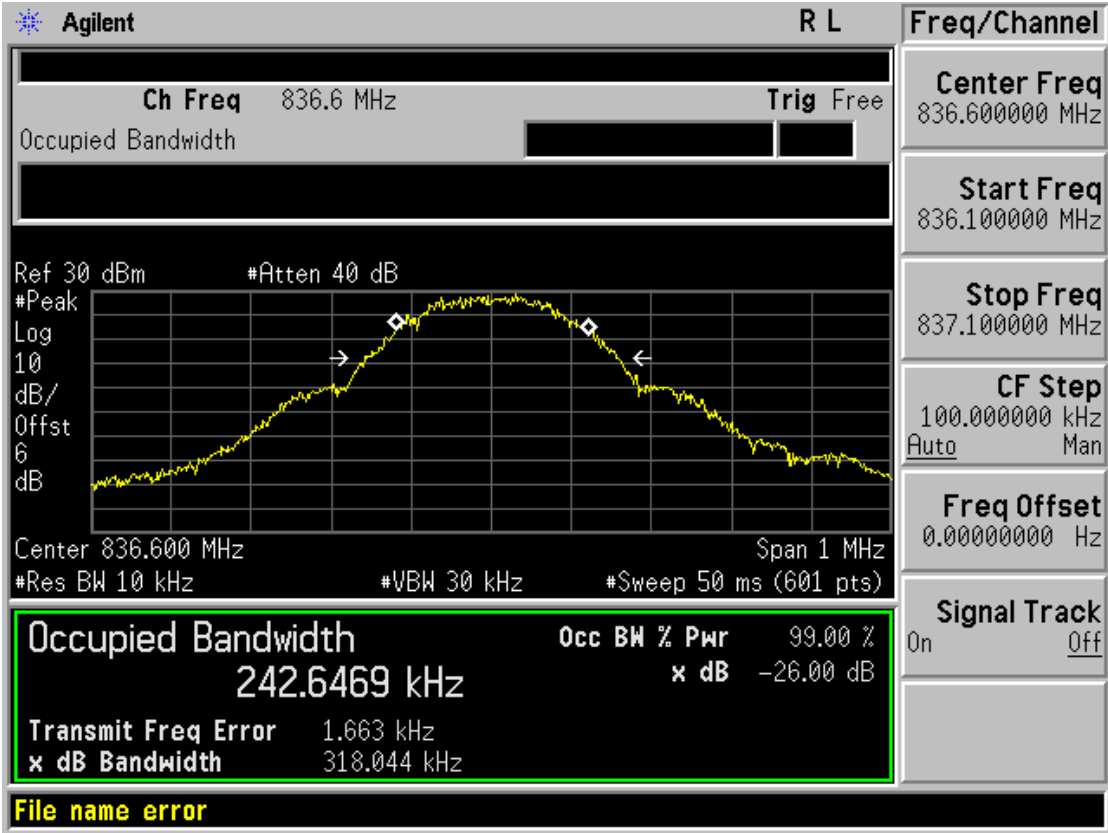 Agilent R L Freq/Channel
Ch Freq 836.6 MHz Trig Free
Occupied Bandwidth
Center Freq
836.600000 MHz
Start Freq
836.100000 MHz
Stop Freq
837.100000 MHz
CF Step
100.000000 kHz
Auto Man
Freq Offset
0.00000000 Hz
Signal Track
On Off
Ref 30 dBm #Atten 40 dB
#Peak
Log
10
dB/
Offst
6
dB
Center 836.600 MHz Span 1 MHz
#Res BW 10 kHz #VBW 30 kHz #Sweep 50 ms (601 pts)
Occupied Bandwidth
242.6469 kHz
Occ BW % Pwr 99.00 %
x dB -26.00 dB
Transmit Freq Error 1.663 kHz
x dB Bandwidth 318.044 kHz
File name error